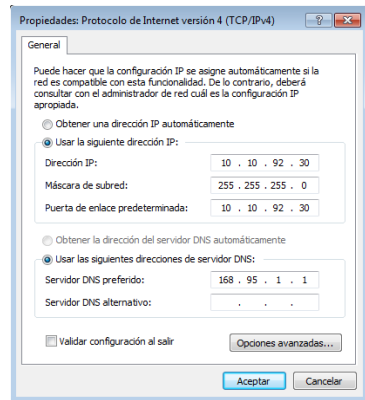 Propiedades: Protocolo de Internet versión 4 (TCP/IPv4)
General
Puede hacer que la configuración IP se asigne automáticamente si la
red es compatible con esta funcionalidad. De lo contrario, deberá
consultar con el administrador de red cuál es la configuración IP
apropiada.
Obtener una dirección IP automáticamente
Usar la siguiente dirección IP:
Dirección IP: 10 . 10 . 92 . 30
Máscara de subred: 255 . 255 . 255 . 0
Puerta de enlace predeterminada: 10 . 10 . 92 . 30
Obtener la dirección del servidor DNS automáticamente
Usar las siguientes direcciones de servidor DNS:
Servidor DNS preferido: 168 . 95 . 1 . 1
Servidor DNS alternativo: . . .
Validar configuración al salir
Opciones avanzadas...
Aceptar Cancelar